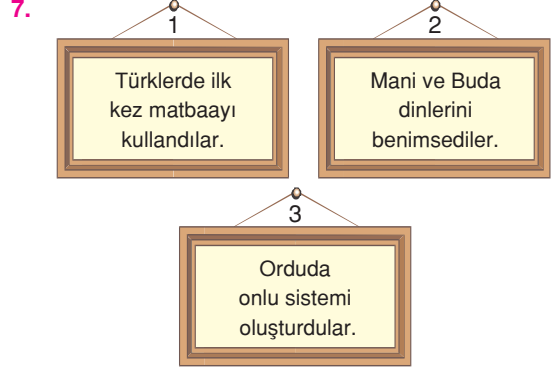 7.
1
Türklerde ilk
kez matbaayı
kullandılar.
2
Mani ve Buda
dinlerini
benimsediler.
3
Orduda
onlu sistemi
oluşturdular.